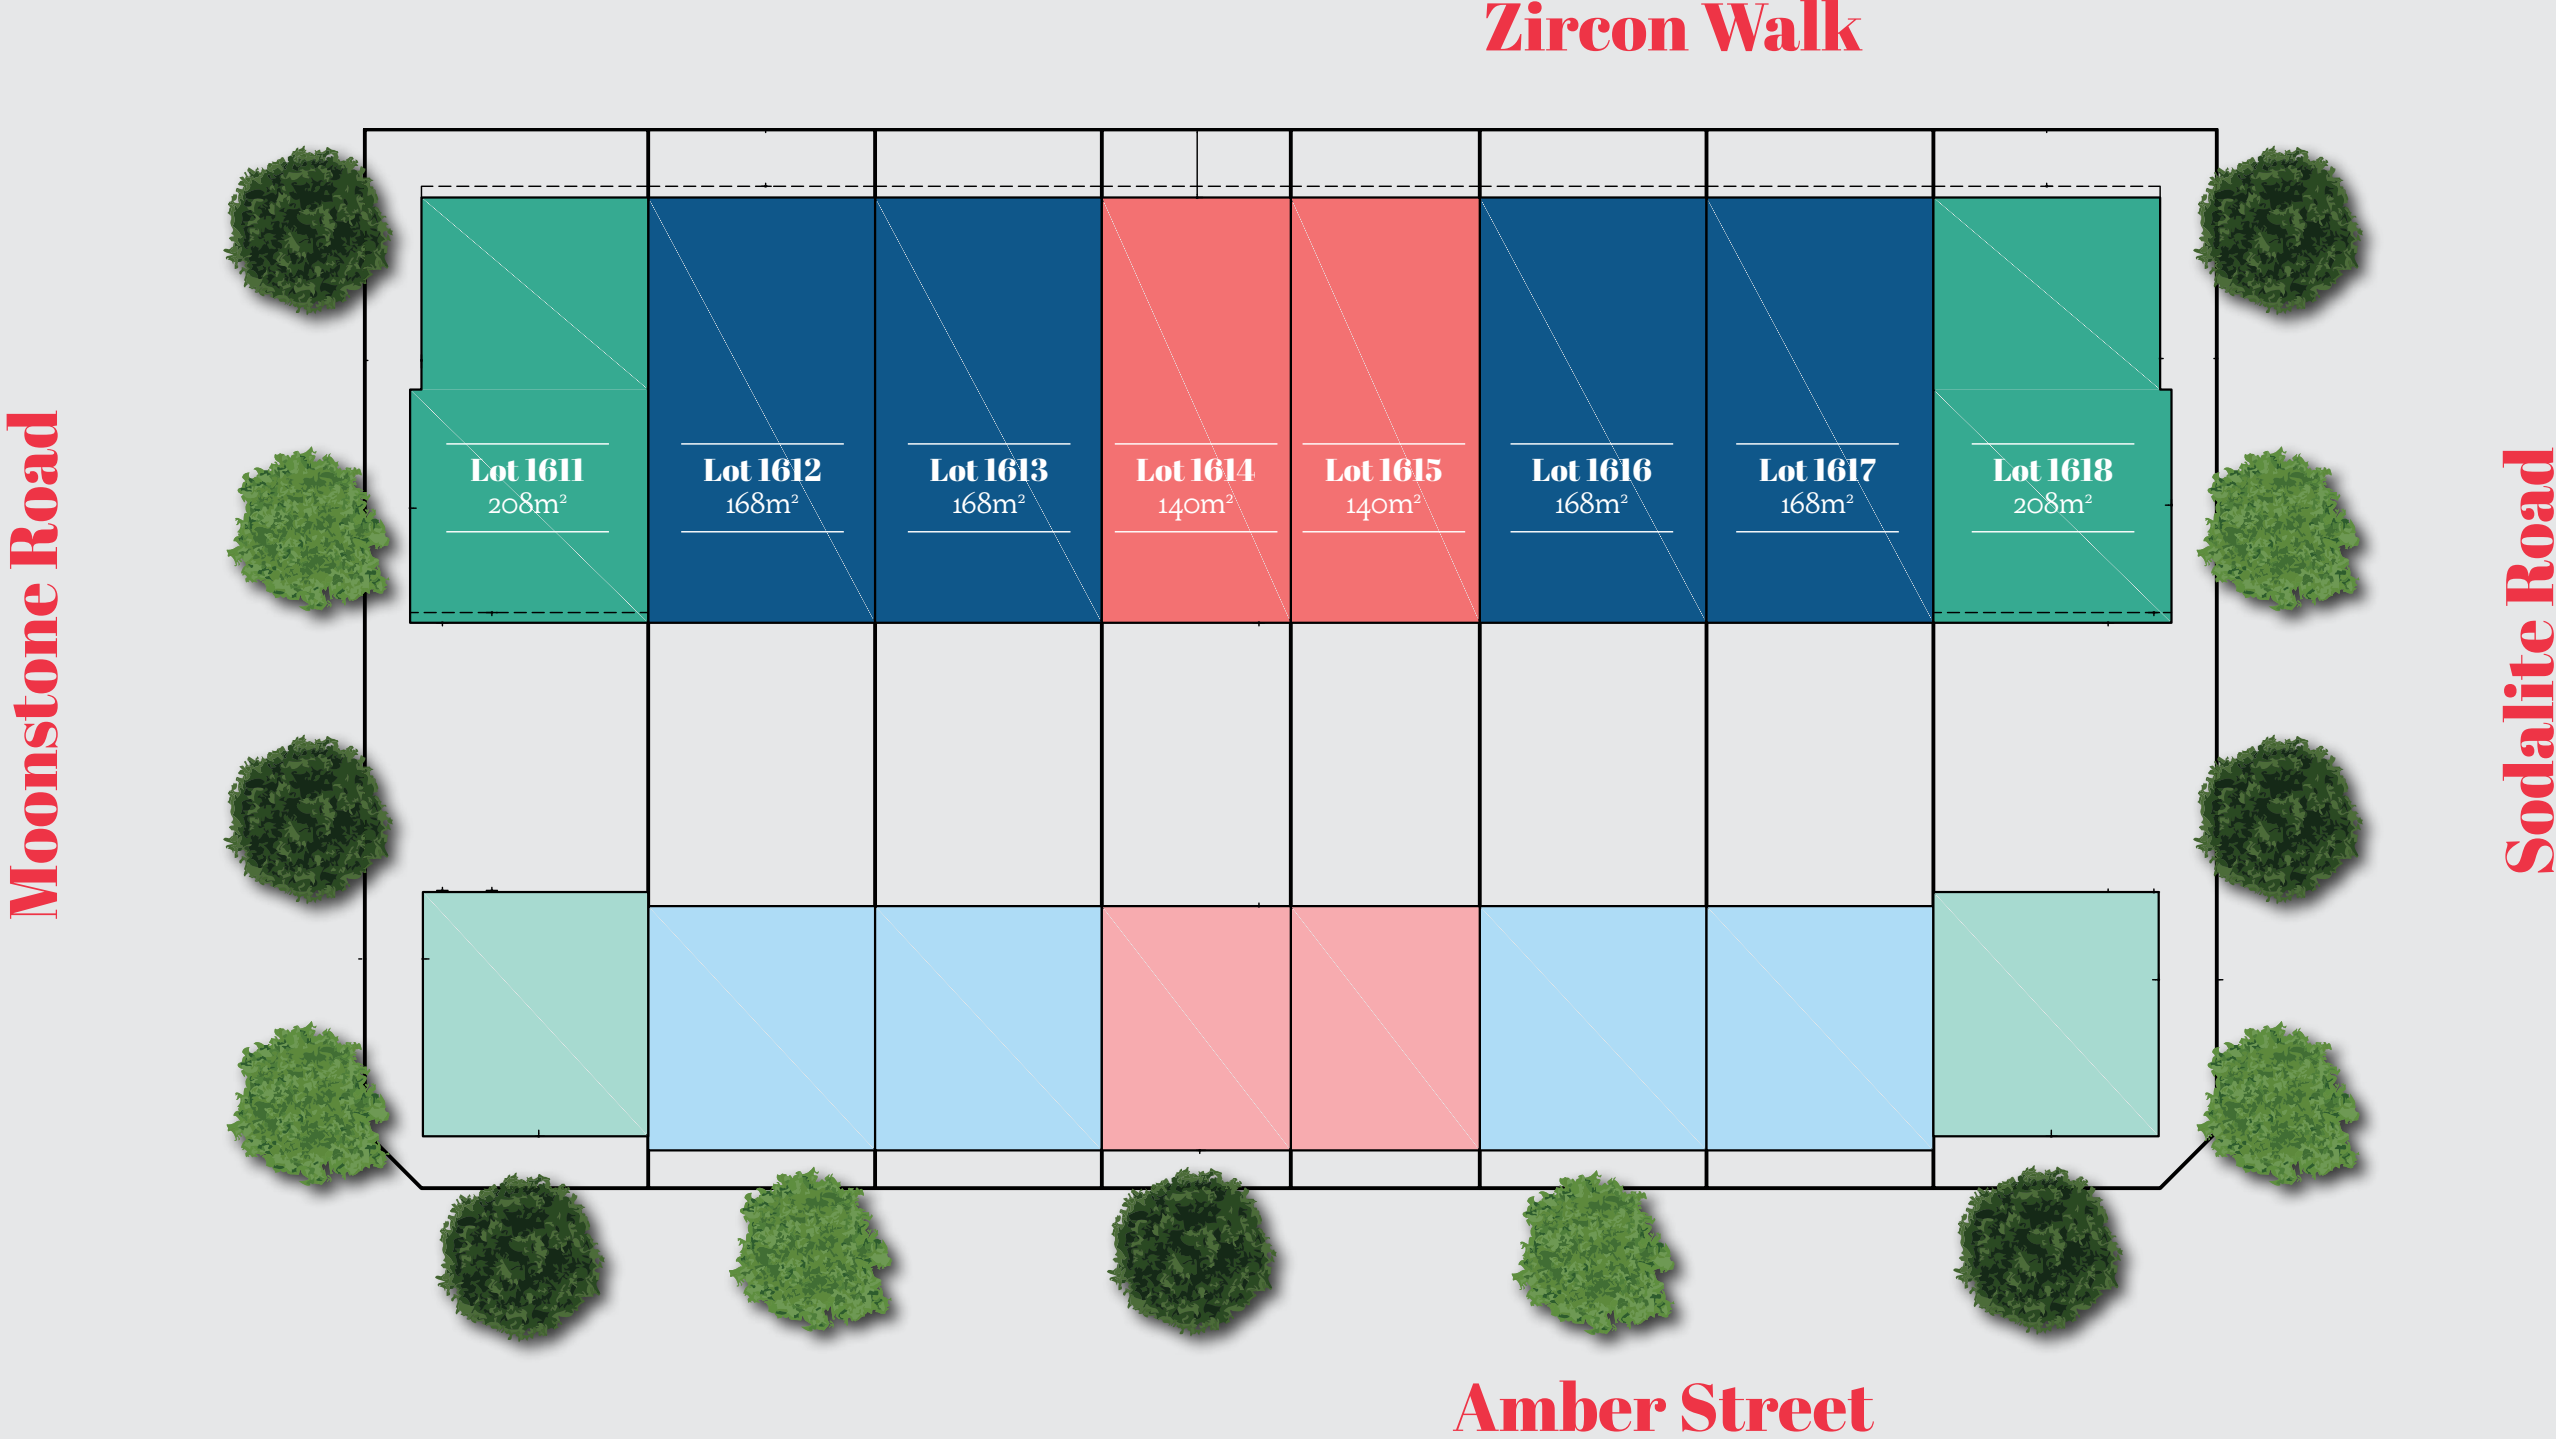 Zircon Walk
Moonstone Road
Lot 1611
208m²
Lot 1612
168m²
Lot 1613
168m²
Lot 1614
140m²
Lot 1615
140m²
Lot 1616
168m²
Lot 1617
168m²
Lot 1618
208m²
Sodalite Road
Amber Street